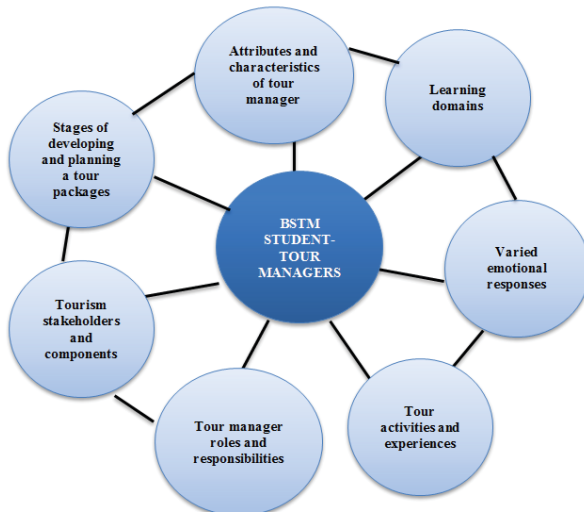 Attributes and
characteristics
of tour
manager
Learning
domains
Stages of
developing
and planning
a tour
packages
BSTM
STUDENT-
TOUR
MANAGERS
Varied
emotional
responses
Tourism
stakeholders
and
components
Tour manager
roles and
responsibilities
Tour
activities and
experiences